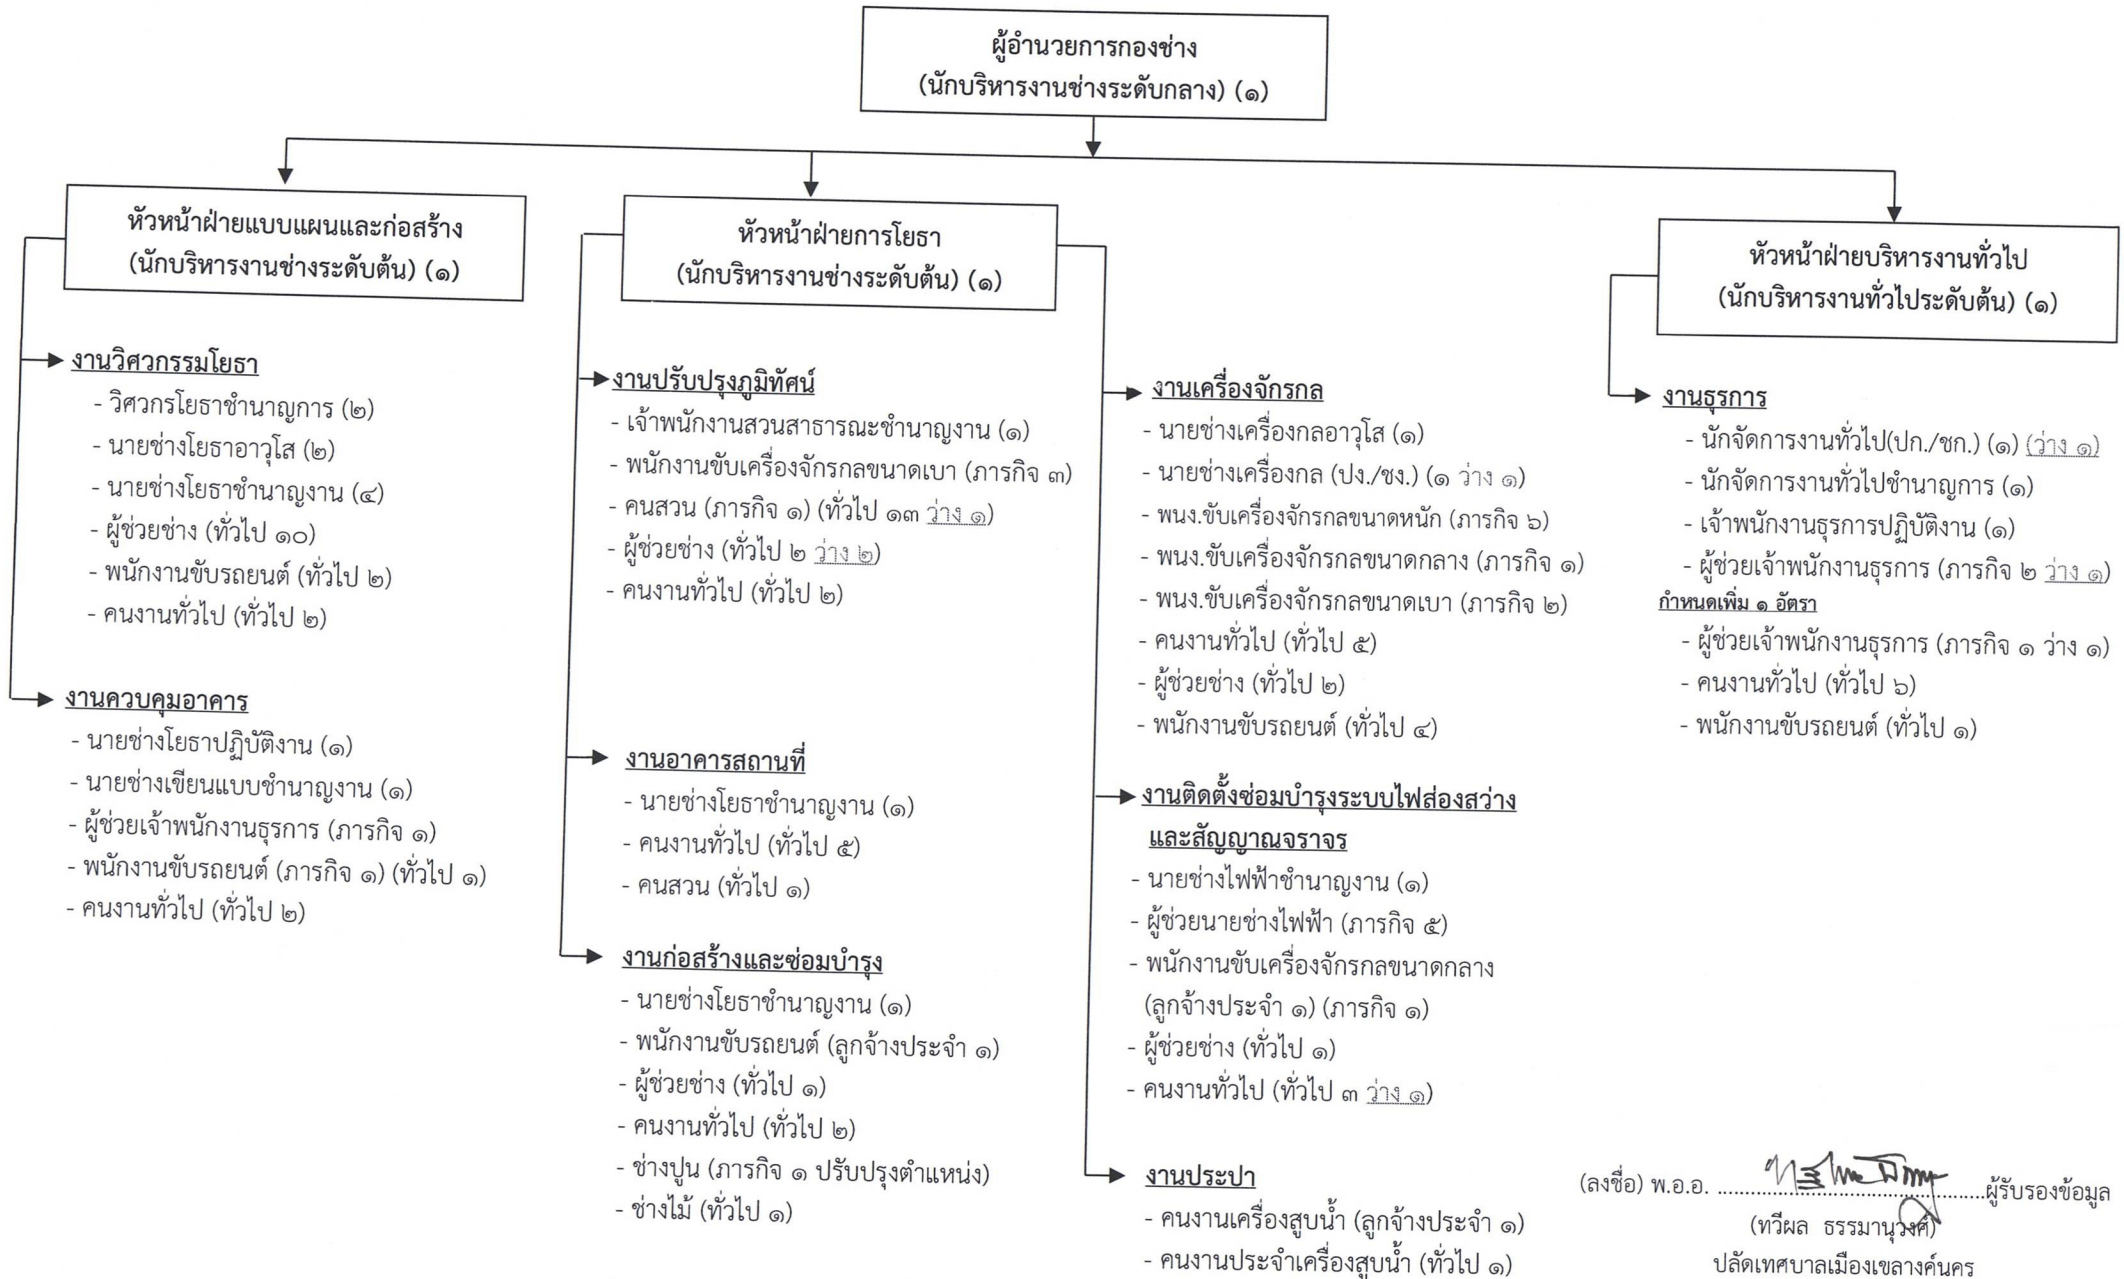 ผู้อำนวยการกองช่าง
(นักบริหารงานช่างระดับกลาง) (๑)
หัวหน้าฝ่ายแบบแผนและก่อสร้าง
(นักบริหารงานช่างระดับต้น) (๑)
งานวิศวกรรมโยธา
- วิศวกรโยธาชำนาญการ (๒)
- นายช่างโยธาอาวุโส (๒)
- นายช่างโยธาชำนาญงาน (๔)
- ผู้ช่วยช่าง (ทั่วไป ๑๐)
- พนักงานขับรถยนต์ (ทั่วไป ๒)
- คนงานทั่วไป (ทั่วไป ๒)
งานควบคุมอาคาร
- นายช่างโยธาปฏิบัติงาน (๑)
- นายช่างเขียนแบบชำนาญงาน (๑)
- ผู้ช่วยเจ้าพนักงานธุรการ (ภารกิจ ๑)
- พนักงานขับรถยนต์ (ภารกิจ ๑) (ทั่วไป ๑)
- คนงานทั่วไป (ทั่วไป ๒)
หัวหน้าฝ่ายการโยธา
(นักบริหารงานช่างระดับต้น) (๑)
งานปรับปรุงภูมิทัศน์
- เจ้าพนักงานสวนสาธารณะชำนาญงาน (๑)
- พนักงานขับเครื่องจักรกลขนาดเบา (ภารกิจ ๓)
- คนสวน (ภารกิจ ๑) (ทั่วไป ๑๓ ว่าง ๑)
- ผู้ช่วยช่าง (ทั่วไป ๒ ว่าง ๒)
- คนงานทั่วไป (ทั่วไป ๒)
งานอาคารสถานที่
- นายช่างโยธาชำนาญงาน (๑)
- คนงานทั่วไป (ทั่วไป ๕)
- คนสวน (ทั่วไป ๑)
งานก่อสร้างและซ่อมบำรุง
- นายช่างโยธาชำนาญงาน (๑)
- พนักงานขับรถยนต์ (ลูกจ้างประจำ ๑)
- ผู้ช่วยช่าง (ทั่วไป ๑)
- คนงานทั่วไป (ทั่วไป ๒)
- ช่างปูน (ภารกิจ ๑ ปรับปรุงตำแหน่ง)
- ช่างไม้ (ทั่วไป ๑)
งานเครื่องจักรกล
- นายช่างเครื่องกลอาวุโส (๑)
- นายช่างเครื่องกล (ปง./ชง.) (๑ ว่าง ๑)
- พนง.ขับเครื่องจักรกลขนาดหนัก (ภารกิจ ๖)
- พนง.ขับเครื่องจักรกลขนาดกลาง (ภารกิจ ๑)
- พนง.ขับเครื่องจักรกลขนาดเบา (ภารกิจ ๒)
- คนงานทั่วไป (ทั่วไป ๕)
- ผู้ช่วยช่าง (ทั่วไป ๒)
- พนักงานขับรถยนต์ (ทั่วไป ๔)
งานติดตั้งซ่อมบำรุงระบบไฟส่องสว่าง
และสัญญาณจราจร
- นายช่างไฟฟ้าชำนาญงาน (๑)
- ผู้ช่วยนายช่างไฟฟ้า (ภารกิจ ๕)
- พนักงานขับเครื่องจักรกลขนาดกลาง
(ลูกจ้างประจำ ๑) (ภารกิจ ๑)
- ผู้ช่วยช่าง (ทั่วไป ๑)
- คนงานทั่วไป (ทั่วไป ๓ ว่าง ๑)
งานประปา
- คนงานเครื่องสูบน้ำ (ลูกจ้างประจำ ๑)
- คนงานประจำเครื่องสูบน้ำ (ทั่วไป ๑)
หัวหน้าฝ่ายบริหารงานทั่วไป
(นักบริหารงานทั่วไประดับต้น) (๑)
งานธุรการ
- นักจัดการงานทั่วไป(ปก./ชก.) (๑) (ว่าง ๑)
- นักจัดการงานทั่วไปชำนาญการ (๑)
- เจ้าพนักงานธุรการปฏิบัติงาน (๑)
- ผู้ช่วยเจ้าพนักงานธุรการ (ภารกิจ ๒ ว่าง ๑)
กำหนดเพิ่ม ๑ อัตรา
- ผู้ช่วยเจ้าพนักงานธุรการ (ภารกิจ ๑ ว่าง ๑)
- คนงานทั่วไป (ทั่วไป ๖)
- พนักงานขับรถยนต์ (ทั่วไป ๑)
(ลงชื่อ) พ.อ.อ. ........................................ผู้รับรองข้อมูล
(ทวีผล ธรรมานุวงศ์)
ปลัดเทศบาลเมืองเขลางค์นคร